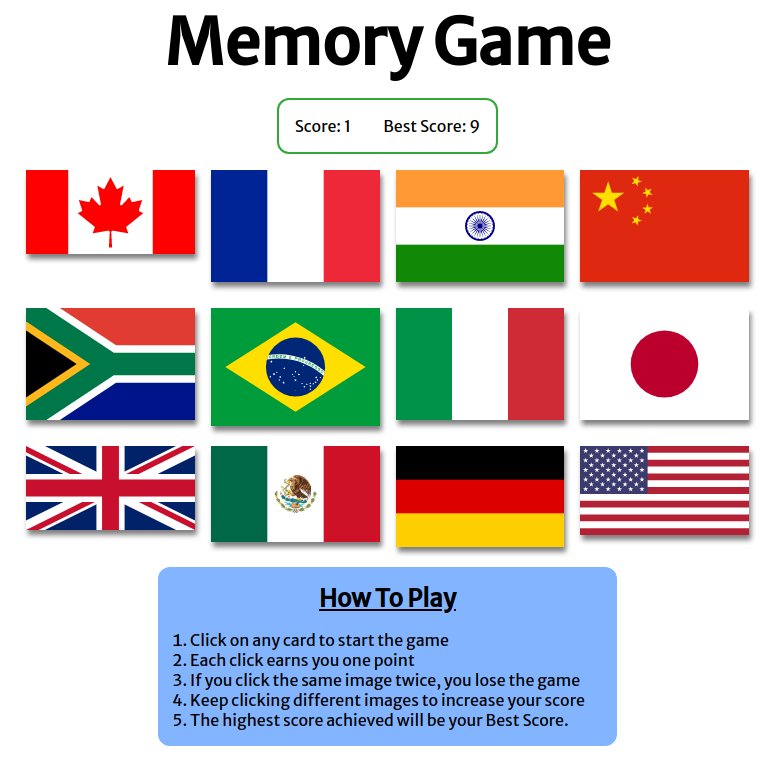 Memory Game
Score: 1 Best Score: 9
How To Play
1. Click on any card to start the game
2. Each click earns you one point
3. If you click the same image twice, you lose the game
4. Keep clicking different images to increase your score
5. The highest score achieved will be your Best Score.